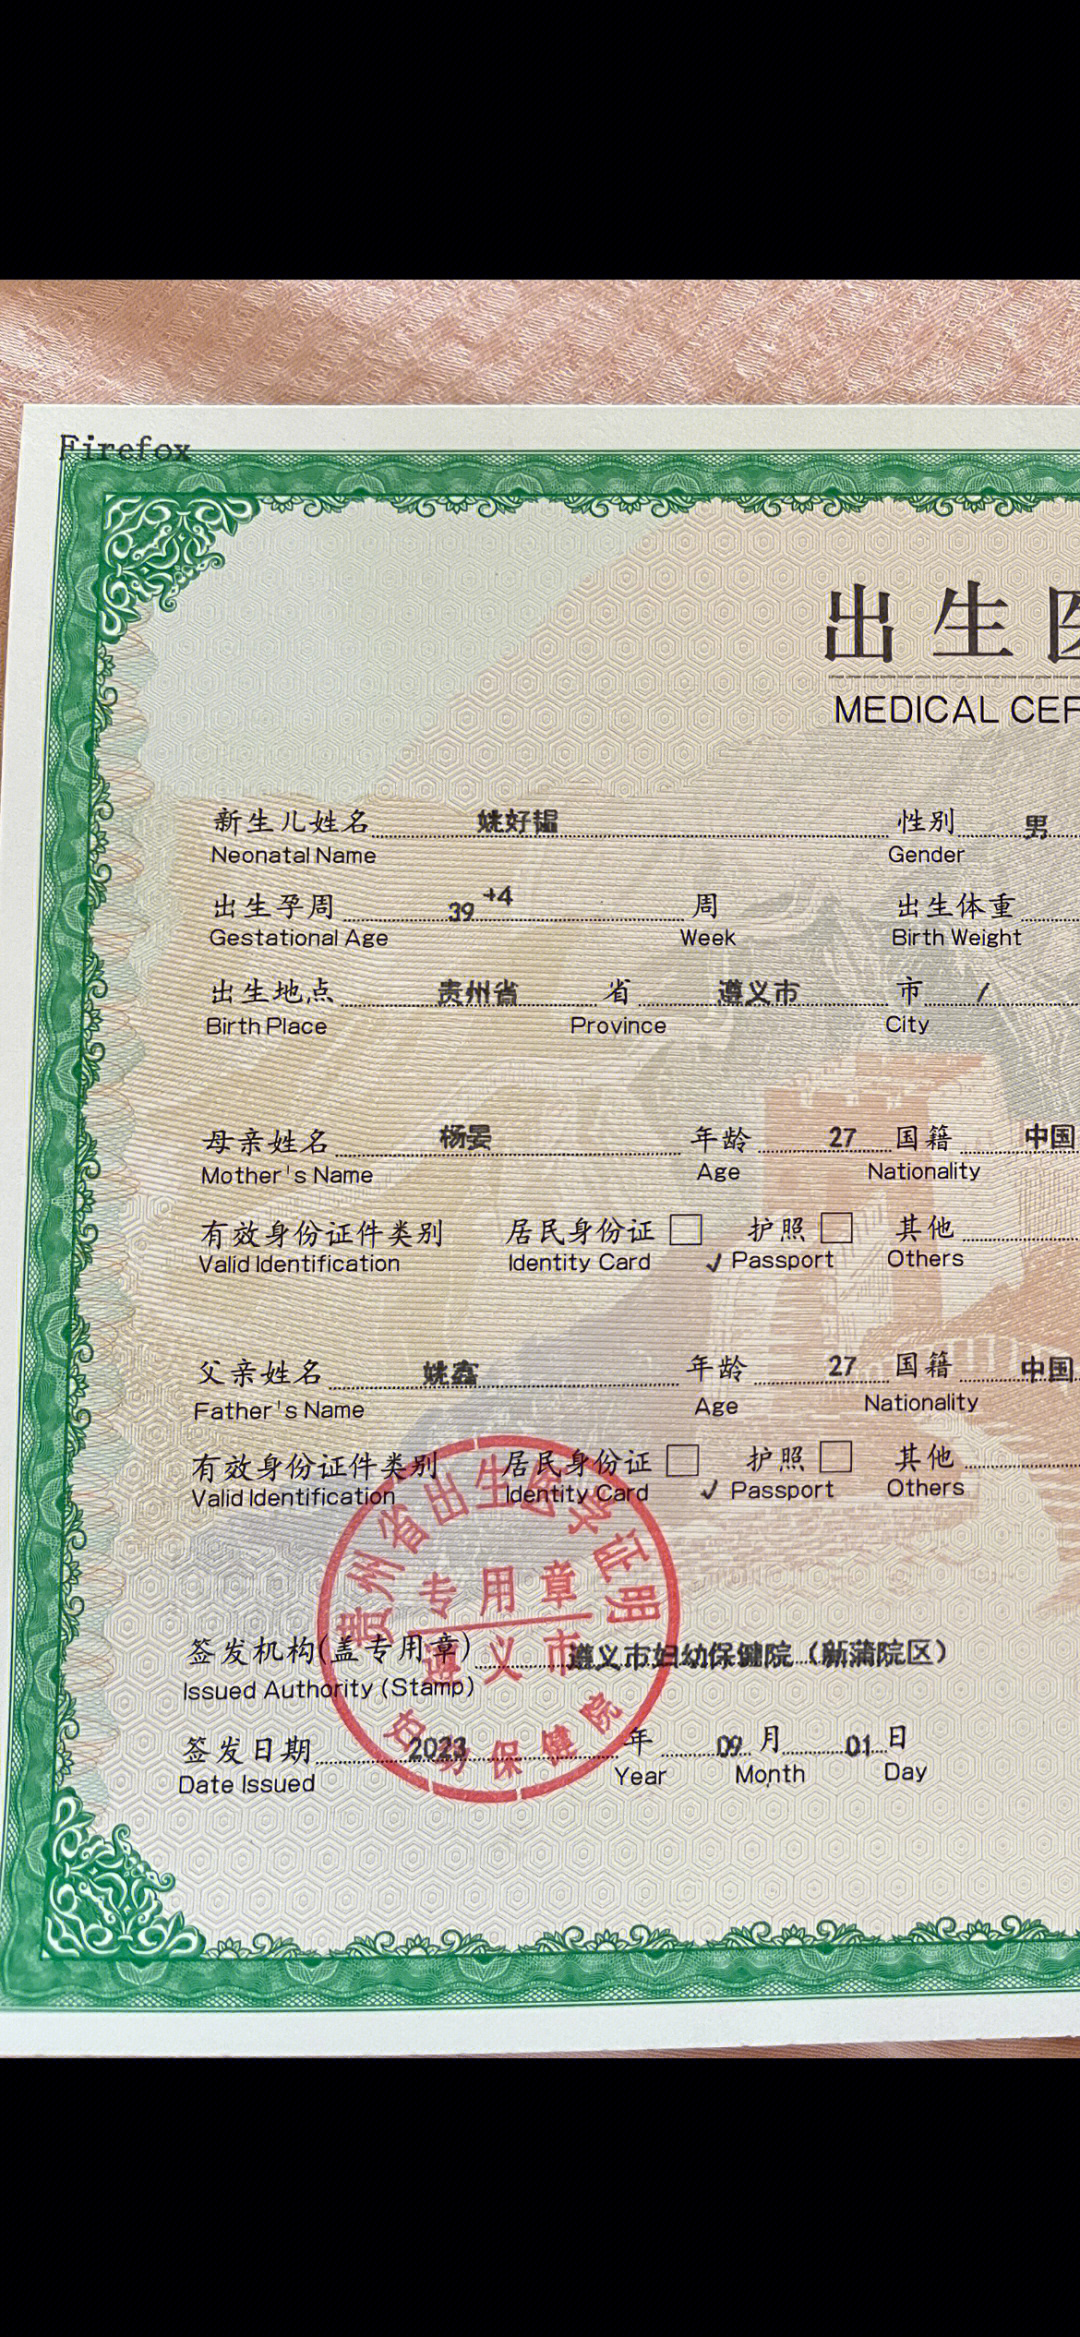 Firefox
出生医
MEDICAL CER
新生儿姓名 姚好韫 性别 男
Neonatal Name Gender
出生孕周 39+4 周 出生体重
Gestational Age Week Birth Weight
出生地点 贵州省 省 遵义市 市 /
Birth Place Province City
母亲姓名 杨晏 年龄 27 国籍 中国
Mother's Name Age Nationality
有效身份证件类别 居民身份证 □ 护照 □ 其他
Valid Identification Identity Card ✓ Passport Others
父亲姓名 姚鑫 年龄 27 国籍 中国
Father's Name Age Nationality
有效身份证件类别 居民身份证 □ 护照 □ 其他
Valid Identification Identity Card ✓ Passport Others
贵州省出生医学证明
专用章
遵义市
妇幼保健院
签发机构(盖专用章) 遵义市妇幼保健院(新蒲院区)
Issued Authority (Stamp)
签发日期 2023 年 09 月 01 日
Date Issued Year Month Day